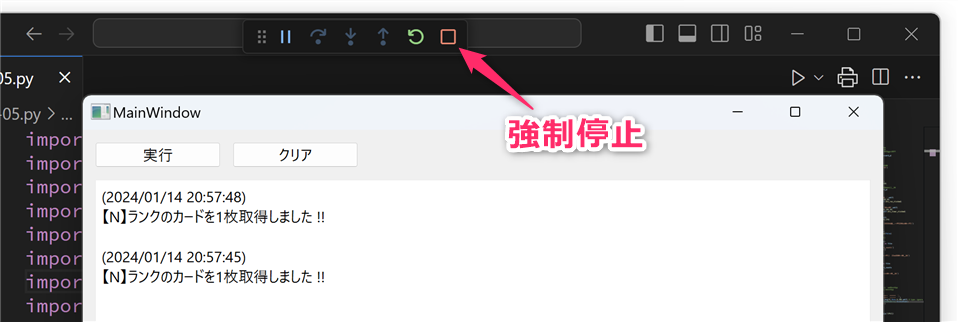 05.py
-05.py > ...
強制停止
MainWindow
実行 クリア
impor
impor
impor
impor
impor
impor
impor
impor
(2024/01/14 20:57:48)
【N】ランクのカードを1枚取得しました !!
(2024/01/14 20:57:45)
【N】ランクのカードを1枚取得しました !!